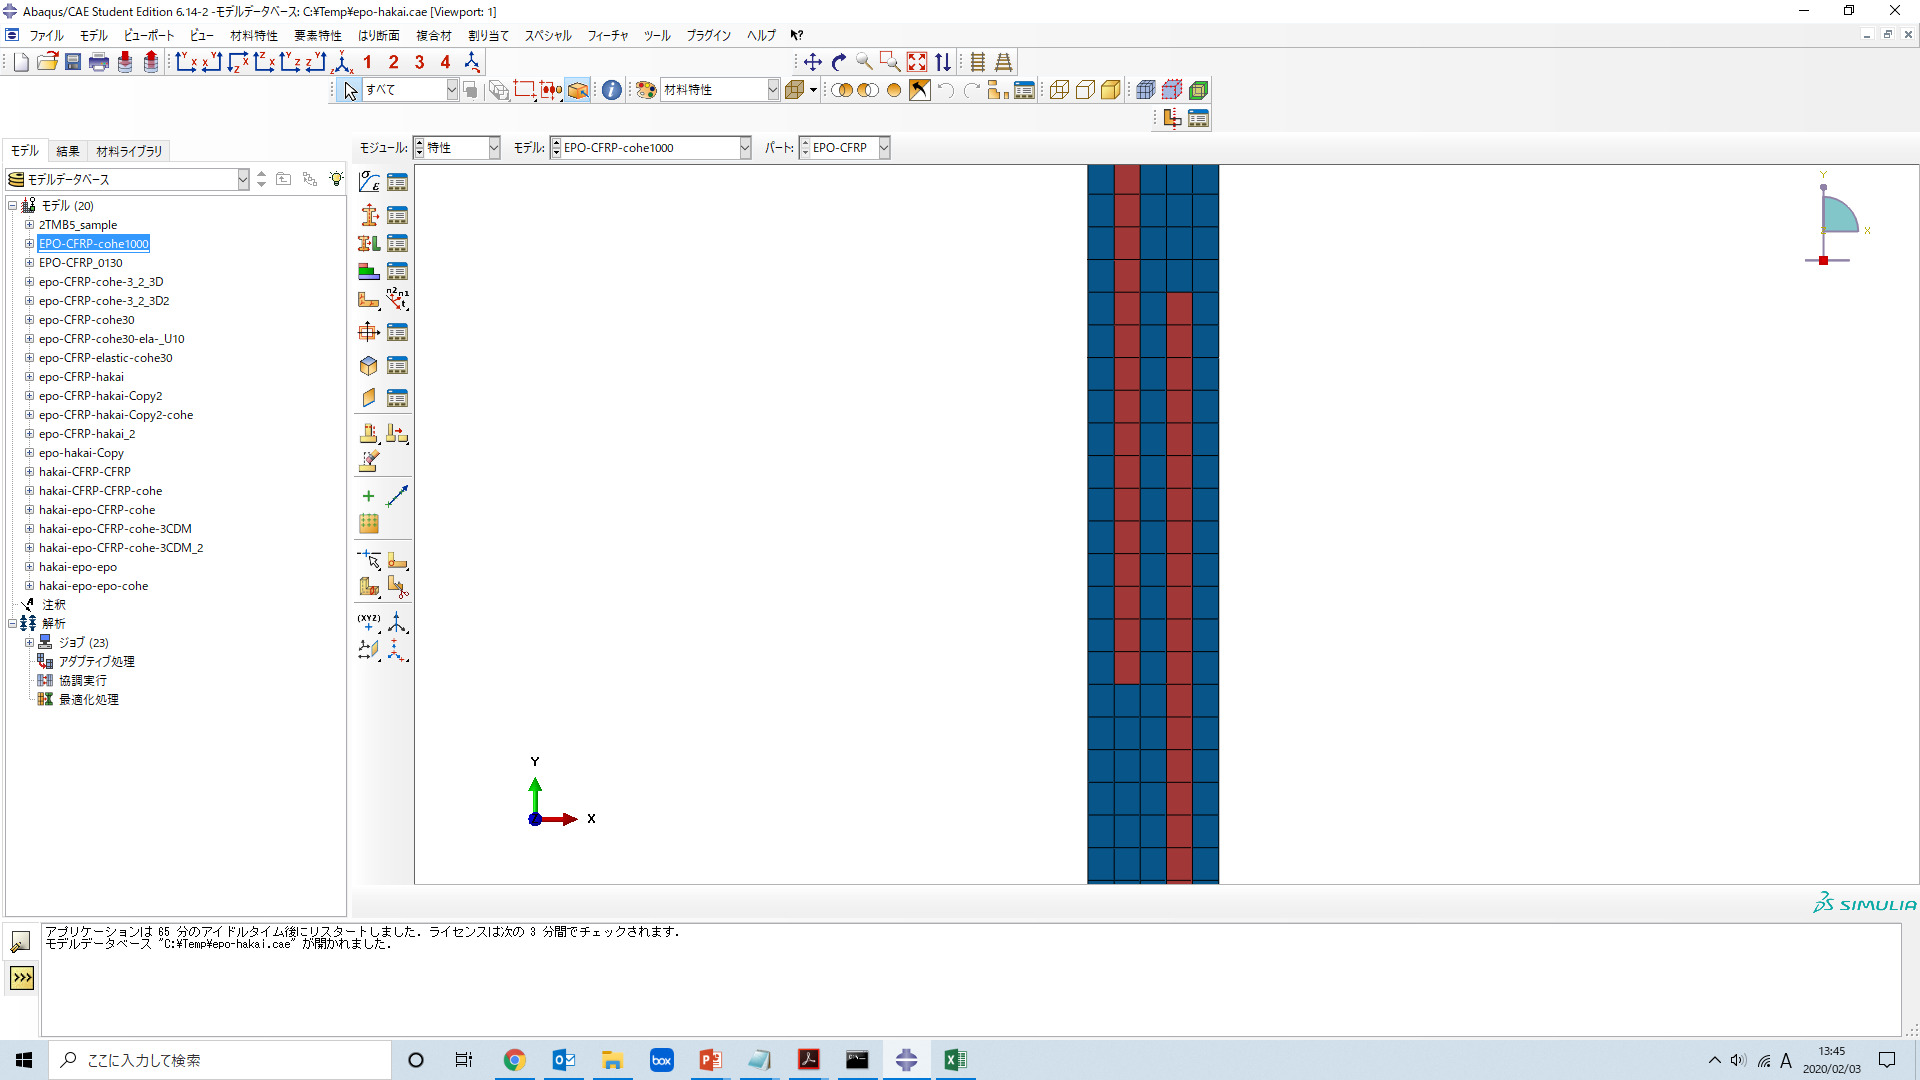 Abaqus/CAE Student Edition 6.14-2 -モデルデータベース: C:¥Temp¥epo-hakai.cae [Viewport: 1]
ファイル モデル ビューポート ビュー 材料特性 要素特性 はり断面 複合材 割り当て スペシャル フィーチャ ツール プラグイン ヘルプ
1 2 3 4
すべて
材料特性
モデル 結果 材料ライブラリ
モジュール: 特性 モデル: EPO-CFRP-cohe1000 パート: EPO-CFRP
モデルデータベース
モデル (20)
2TMB5_sample
EPO-CFRP-cohe1000
EPO-CFRP_0130
epo-CFRP-cohe-3_2_3D
epo-CFRP-cohe-3_2_3D2
epo-CFRP-cohe30
epo-CFRP-cohe30-ela-_U10
epo-CFRP-elastic-cohe30
epo-CFRP-hakai
epo-CFRP-hakai-Copy2
epo-CFRP-hakai-Copy2-cohe
epo-CFRP-hakai_2
epo-hakai-Copy
hakai-CFRP-CFRP
hakai-CFRP-CFRP-cohe
hakai-epo-CFRP-cohe
hakai-epo-CFRP-cohe-3CDM
hakai-epo-CFRP-cohe-3CDM_2
hakai-epo-epo
hakai-epo-epo-cohe
注釈
解析
ジョブ (23)
アダプティブ処理
協調実行
最適化処理
(XYZ)
Y
X
Y
X
SIMULIA
アプリケーションは 65 分のアイドルタイム後にリスタートしました. ライセンスは次の 3 分間でチェックされます.
モデルデータベース "C:¥Temp¥epo-hakai.cae" が開かれました.
ここに入力して検索
box
A
13:45
2020/02/03